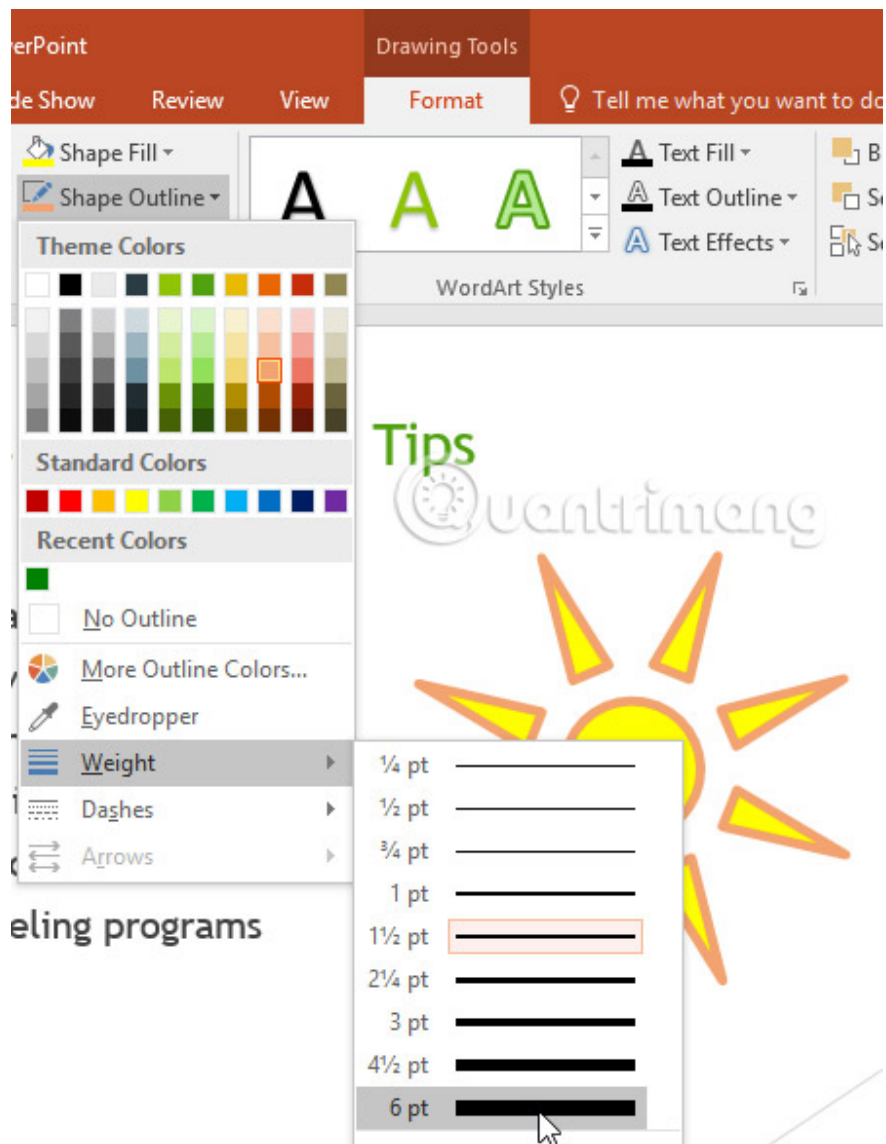 erPoint
Drawing Tools
de Show Review View Format Tell me what you want to do
Shape Fill
Shape Outline
A A A
Text Fill
Text Outline
Text Effects
WordArt Styles
Theme Colors
Standard Colors
Recent Colors
No Outline
More Outline Colors...
Eyedropper
Weight
Dashes
Arrows
¼ pt
½ pt
¾ pt
1 pt
1½ pt
2¼ pt
3 pt
4½ pt
6 pt
Tips
Quantrimang
eling programs